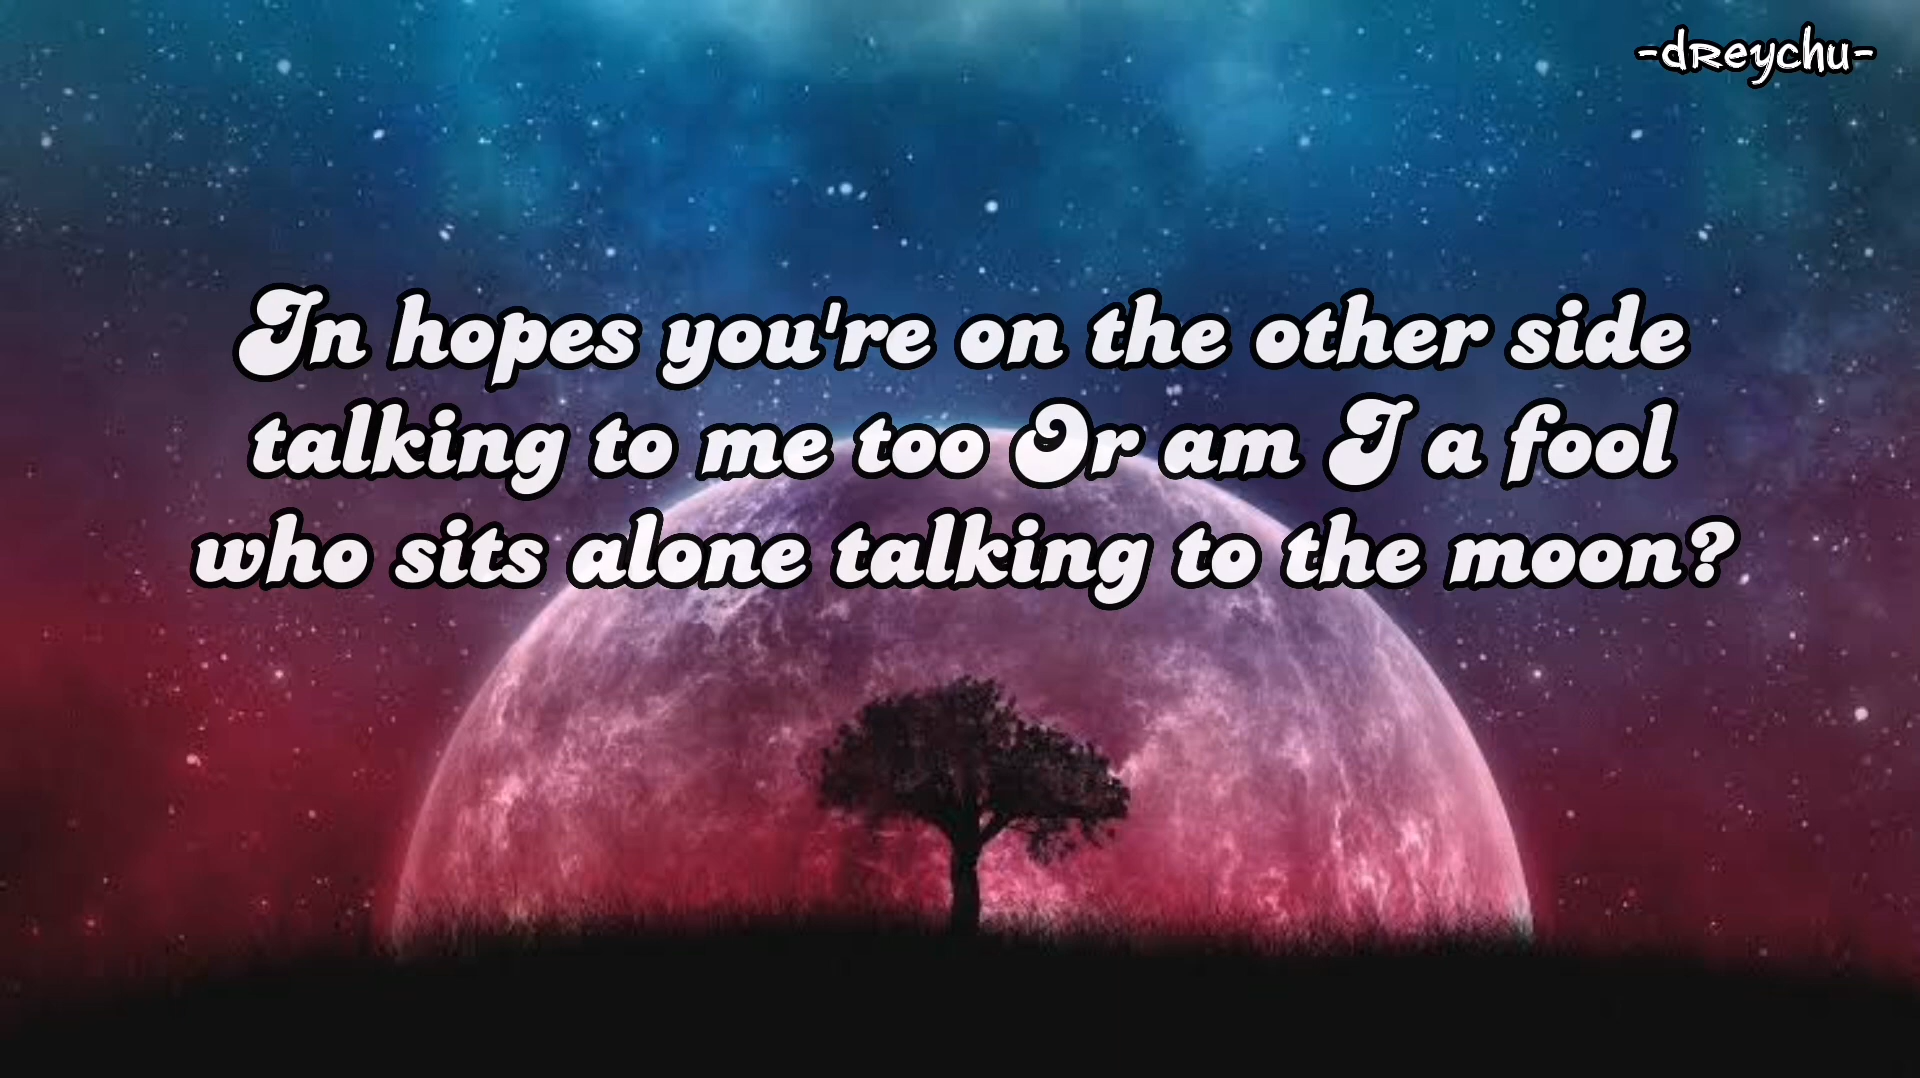 -dReychu-
In hopes you're on the other side
talking to me too Or am I a fool
who sits alone talking to the moon?